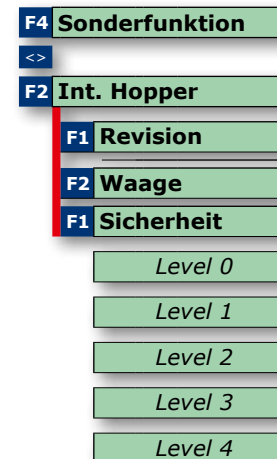 F4 Sonderfunktion
<>
F2 Int. Hopper
F1 Revision
F2 Waage
F1 Sicherheit
Level 0
Level 1
Level 2
Level 3
Level 4